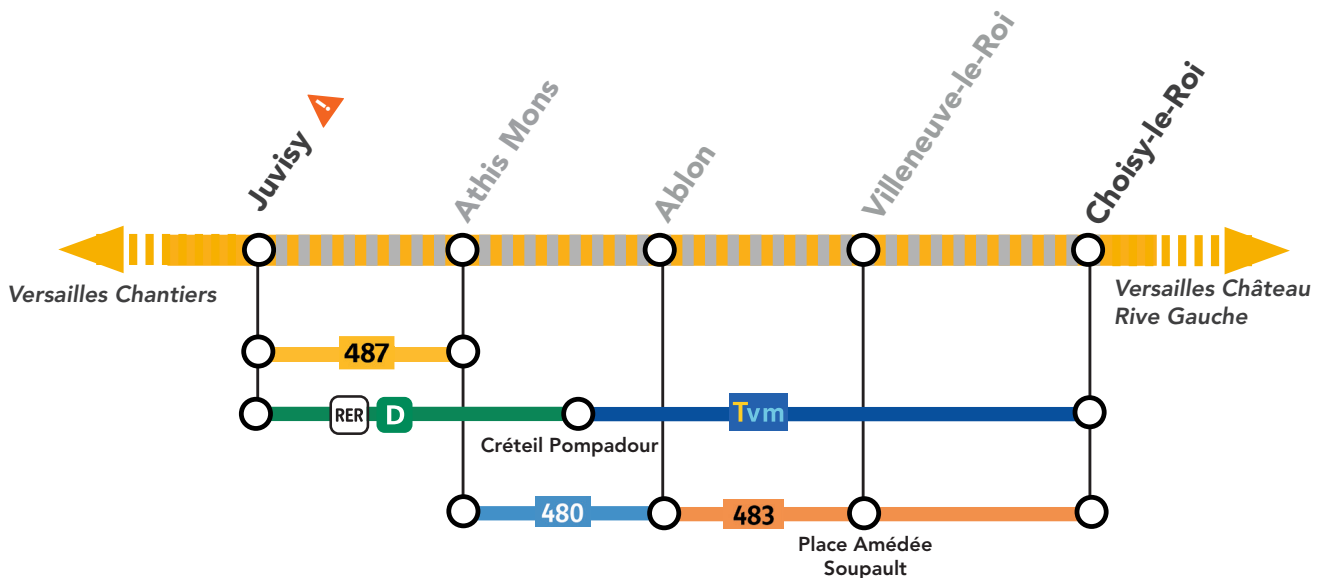 Juvisy
!
Athis Mons
Ablon
Villeneuve-le-Roi
Choisy-le-Roi
Versailles Chantiers
Versailles Château
Rive Gauche
487
RER D
Tvm
Créteil Pompadour
480
483
Place Amédée
Soupault